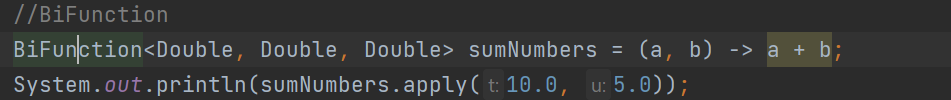 //BiFunction
BiFunction<Double, Double, Double> sumNumbers = (a, b) -> a + b;
System.out.println(sumNumbers.apply( t: 10.0, u: 5.0));